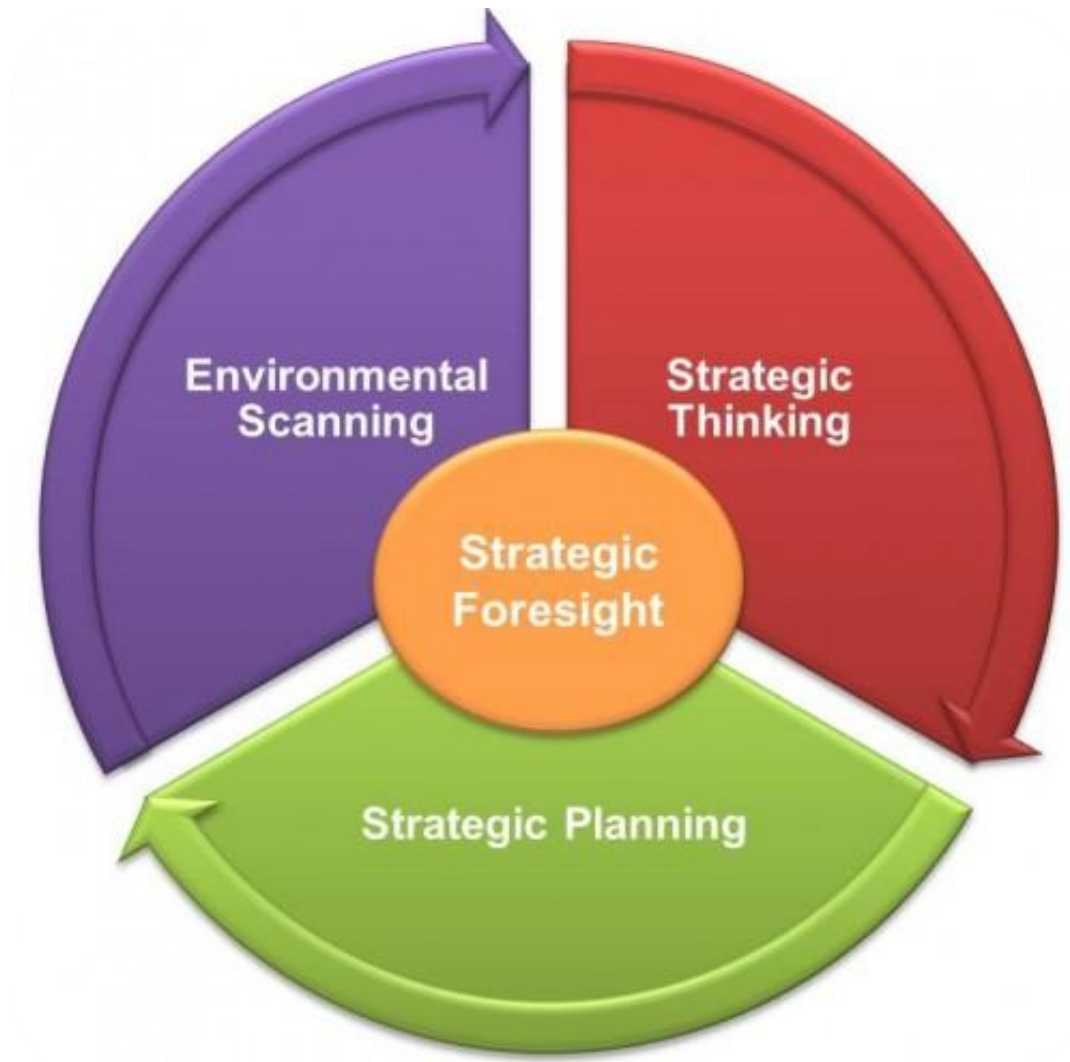 Environmental
Scanning
Strategic
Thinking
Strategic
Foresight
Strategic Planning